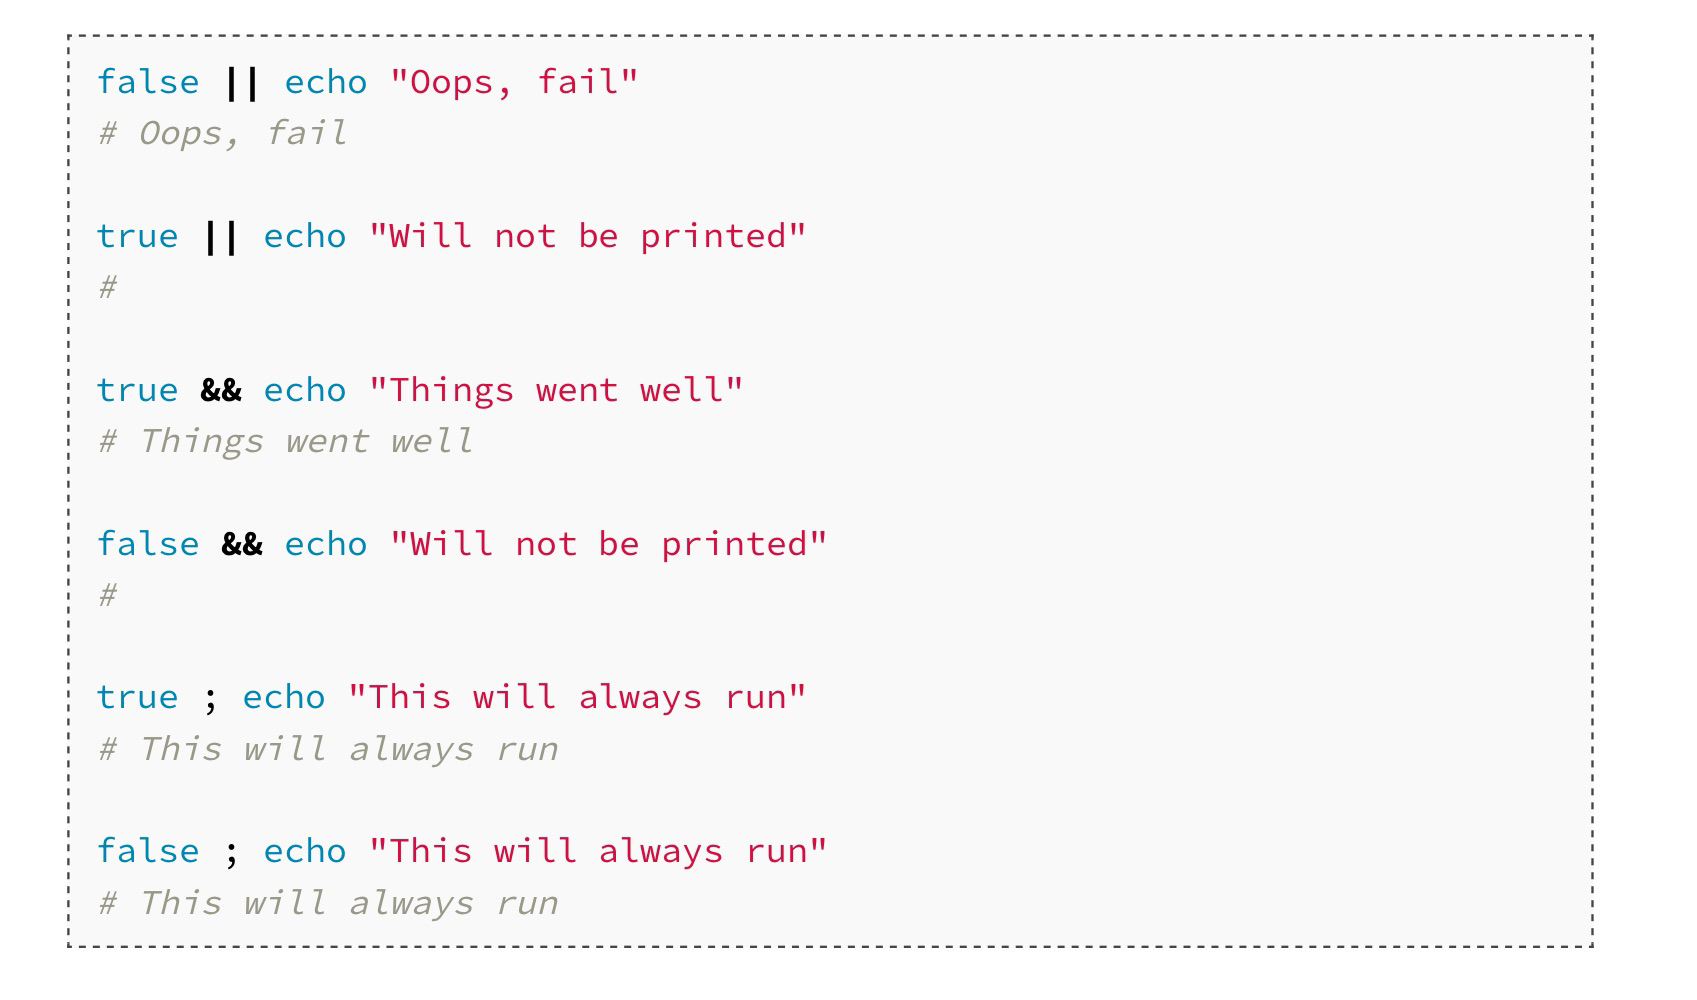 false || echo "Oops, fail"
# Oops, fail
true || echo "Will not be printed"
#
true && echo "Things went well"
# Things went well
false && echo "Will not be printed"
#
true ; echo "This will always run"
# This will always run
false ; echo "This will always run"
# This will always run